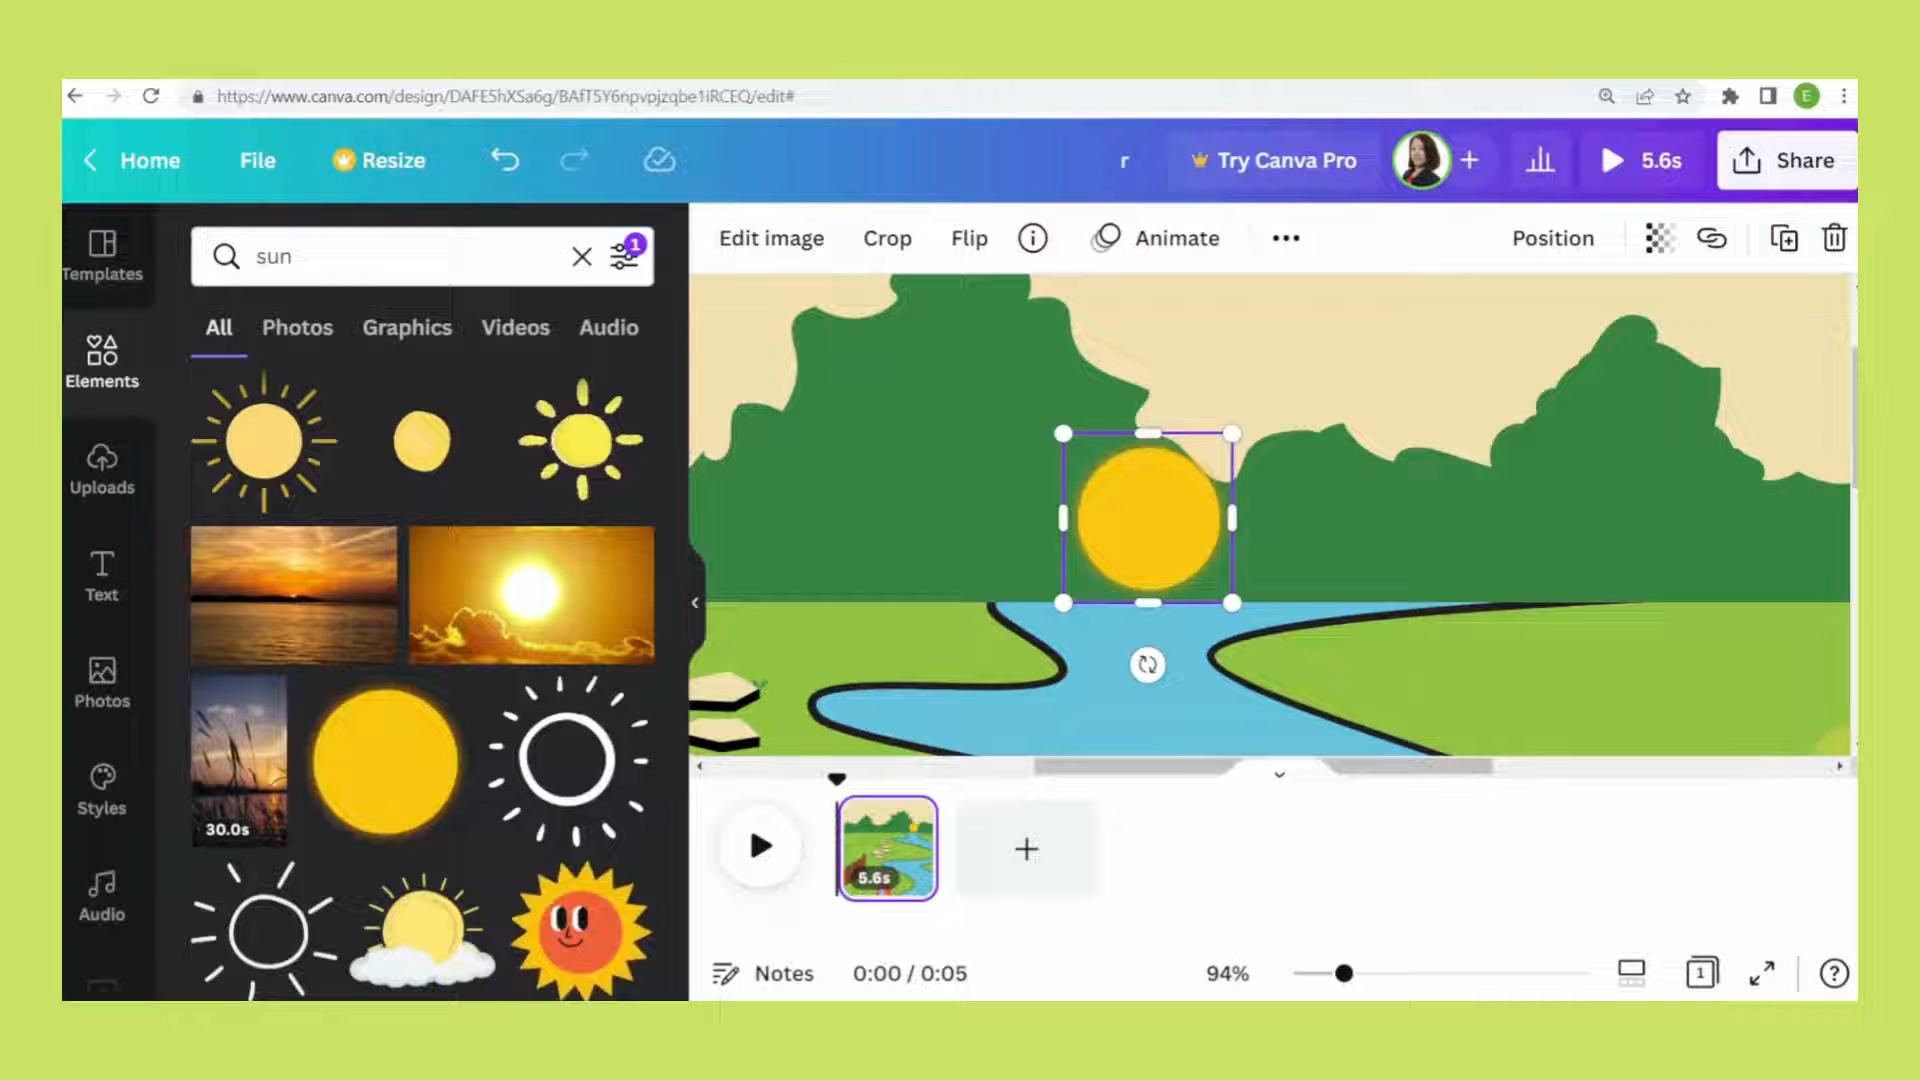 https://www.canva.com/design/DAFE5hXSa6g/BAfT5Y6npvpjzqbe1iRCEQ/edit#
E
Home
File
Resize
r
Try Canva Pro
5.6s
Share
Templates
Elements
Uploads
Text
Photos
Styles
Audio
sun
1
All
Photos
Graphics
Videos
Audio
30.0s
Edit image
Crop
Flip
Animate
Position
5.6s
Notes
0:00 / 0:05
94%
1